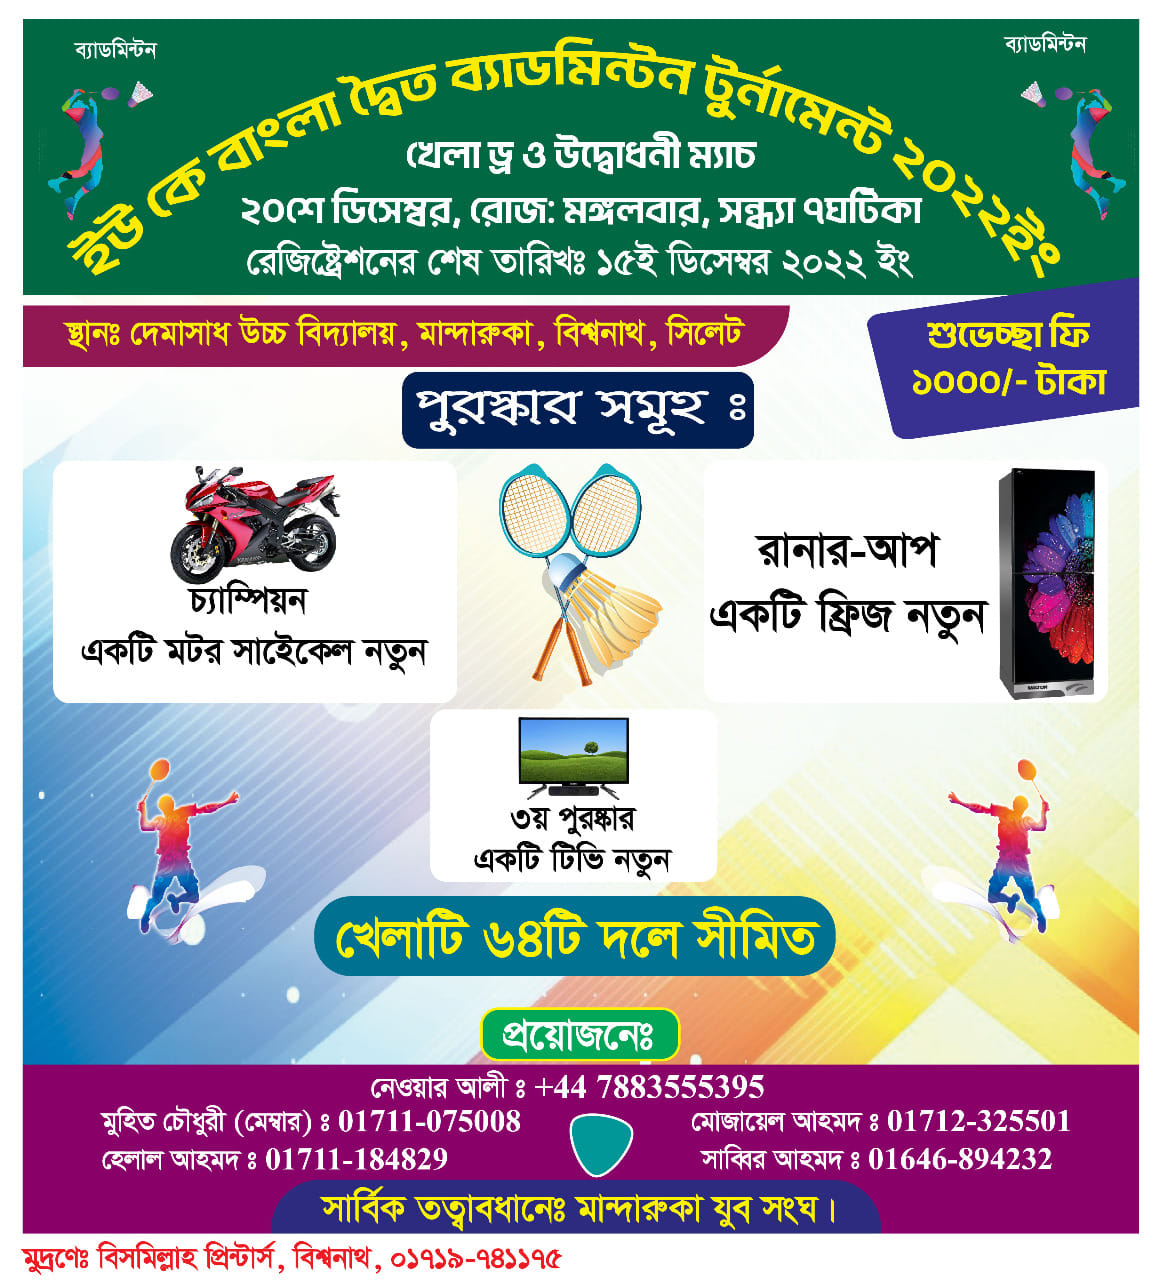 ব্যাডমিন্টন
ব্যাডমিন্টন
ইউ কে বাংলা দ্বৈত ব্যাডমিন্টন টুর্নামেন্ট ২০২২ইং
খেলা ড্র ও উদ্বোধনী ম্যাচ
২০শে ডিসেম্বর, রোজ: মঙ্গলবার, সন্ধ্যা ৭ঘটিকা
রেজিষ্ট্রেশনের শেষ তারিখঃ ১৫ই ডিসেম্বর ২০২২ ইং
স্থানঃ দেমাসাধ উচ্চ বিদ্যালয়, মান্দারুকা, বিশ্বনাথ, সিলেট
শুভেচ্ছা ফি
১০০০/- টাকা
পুরস্কার সমূহ ঃ
চ্যাম্পিয়ন
একটি মটর সাইকেল নতুন
রানার-আপ
একটি ফ্রিজ নতুন
৩য় পুরষ্কার
একটি টিভি নতুন
খেলাটি ৬৪টি দলে সীমিত
প্রয়োজনেঃ
নেওয়ার আলী ঃ +44 7883555395
মুহিত চৌধুরী (মেম্বার) ঃ 01711-075008
মোজায়েল আহমদ ঃ 01712-325501
হেলাল আহমদ ঃ 01711-184829
সাব্বির আহমদ ঃ 01646-894232
সার্বিক তত্বাবধানেঃ মান্দারুকা যুব সংঘ।
মুদ্রণেঃ বিসমিল্লাহ প্রিন্টার্স, বিশ্বনাথ, ০১৭১৯-৭৪১১৭৫